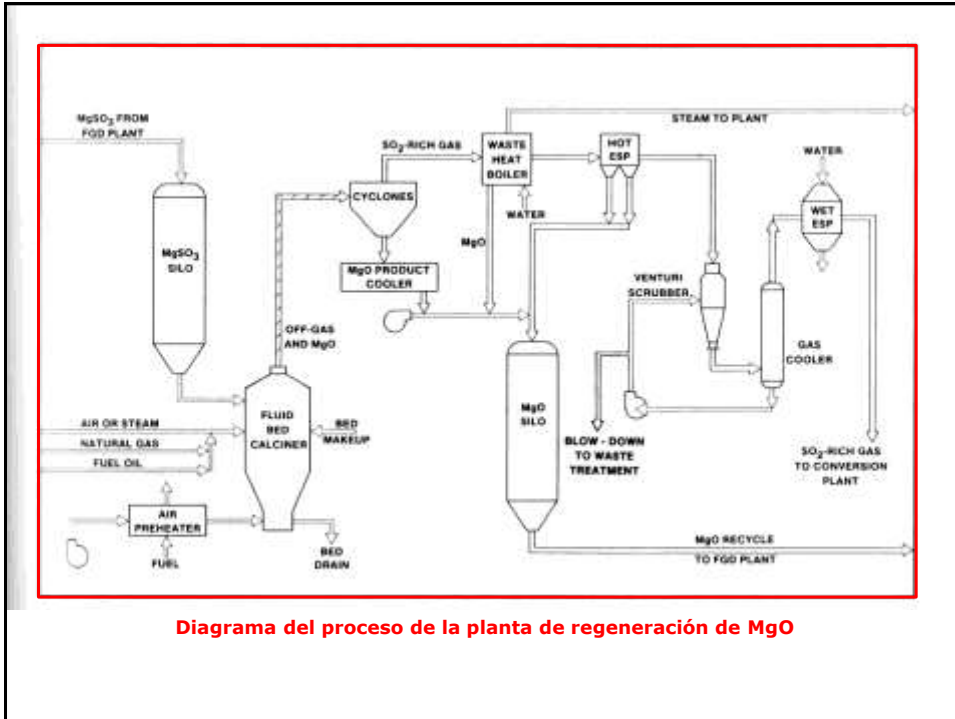 MgSO3 FROM
FGD PLANT
STEAM TO PLANT
SO2-RICH GAS
WASTE
HEAT
BOILER
HOT
ESP
WATER
CYCLONES
WATER
WET
ESP
MgO
MgSO3
SILO
MgO PRODUCT
COOLER
VENTURI
SCRUBBER
OFF-GAS
AND MgO
GAS
COOLER
MgO
SILO
AIR OR STEAM
NATURAL GAS
FUEL OIL
FLUID
BED
CALCINER
BED
MAKEUP
BLOW - DOWN
TO WASTE
TREATMENT
SO2-RICH GAS
TO CONVERSION
PLANT
AIR
PREHEATER
FUEL
BED
DRAIN
MgO RECYCLE
TO FGD PLANT
Diagrama del proceso de la planta de regeneración de MgO